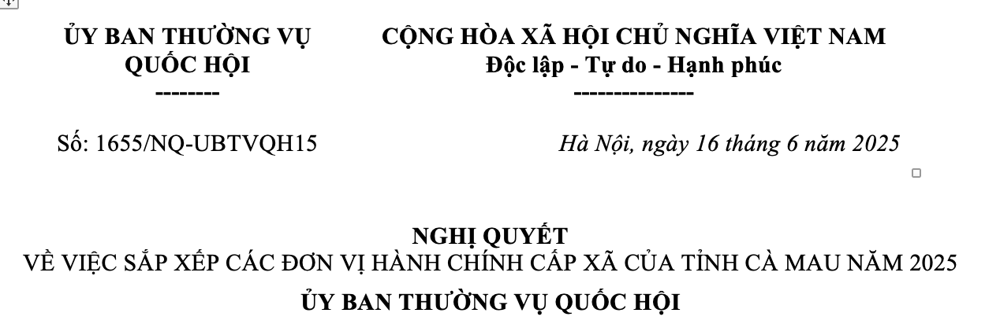 ỦY BAN THƯỜNG VỤ
QUỐC HỘI
--------
CỘNG HÒA XÃ HỘI CHỦ NGHĨA VIỆT NAM
Độc lập - Tự do - Hạnh phúc
---------------
Số: 1655/NQ-UBTVQH15
Hà Nội, ngày 16 tháng 6 năm 2025
NGHỊ QUYẾT
VỀ VIỆC SẮP XẾP CÁC ĐƠN VỊ HÀNH CHÍNH CẤP XÃ CỦA TỈNH CÀ MAU NĂM 2025
ỦY BAN THƯỜNG VỤ QUỐC HỘI